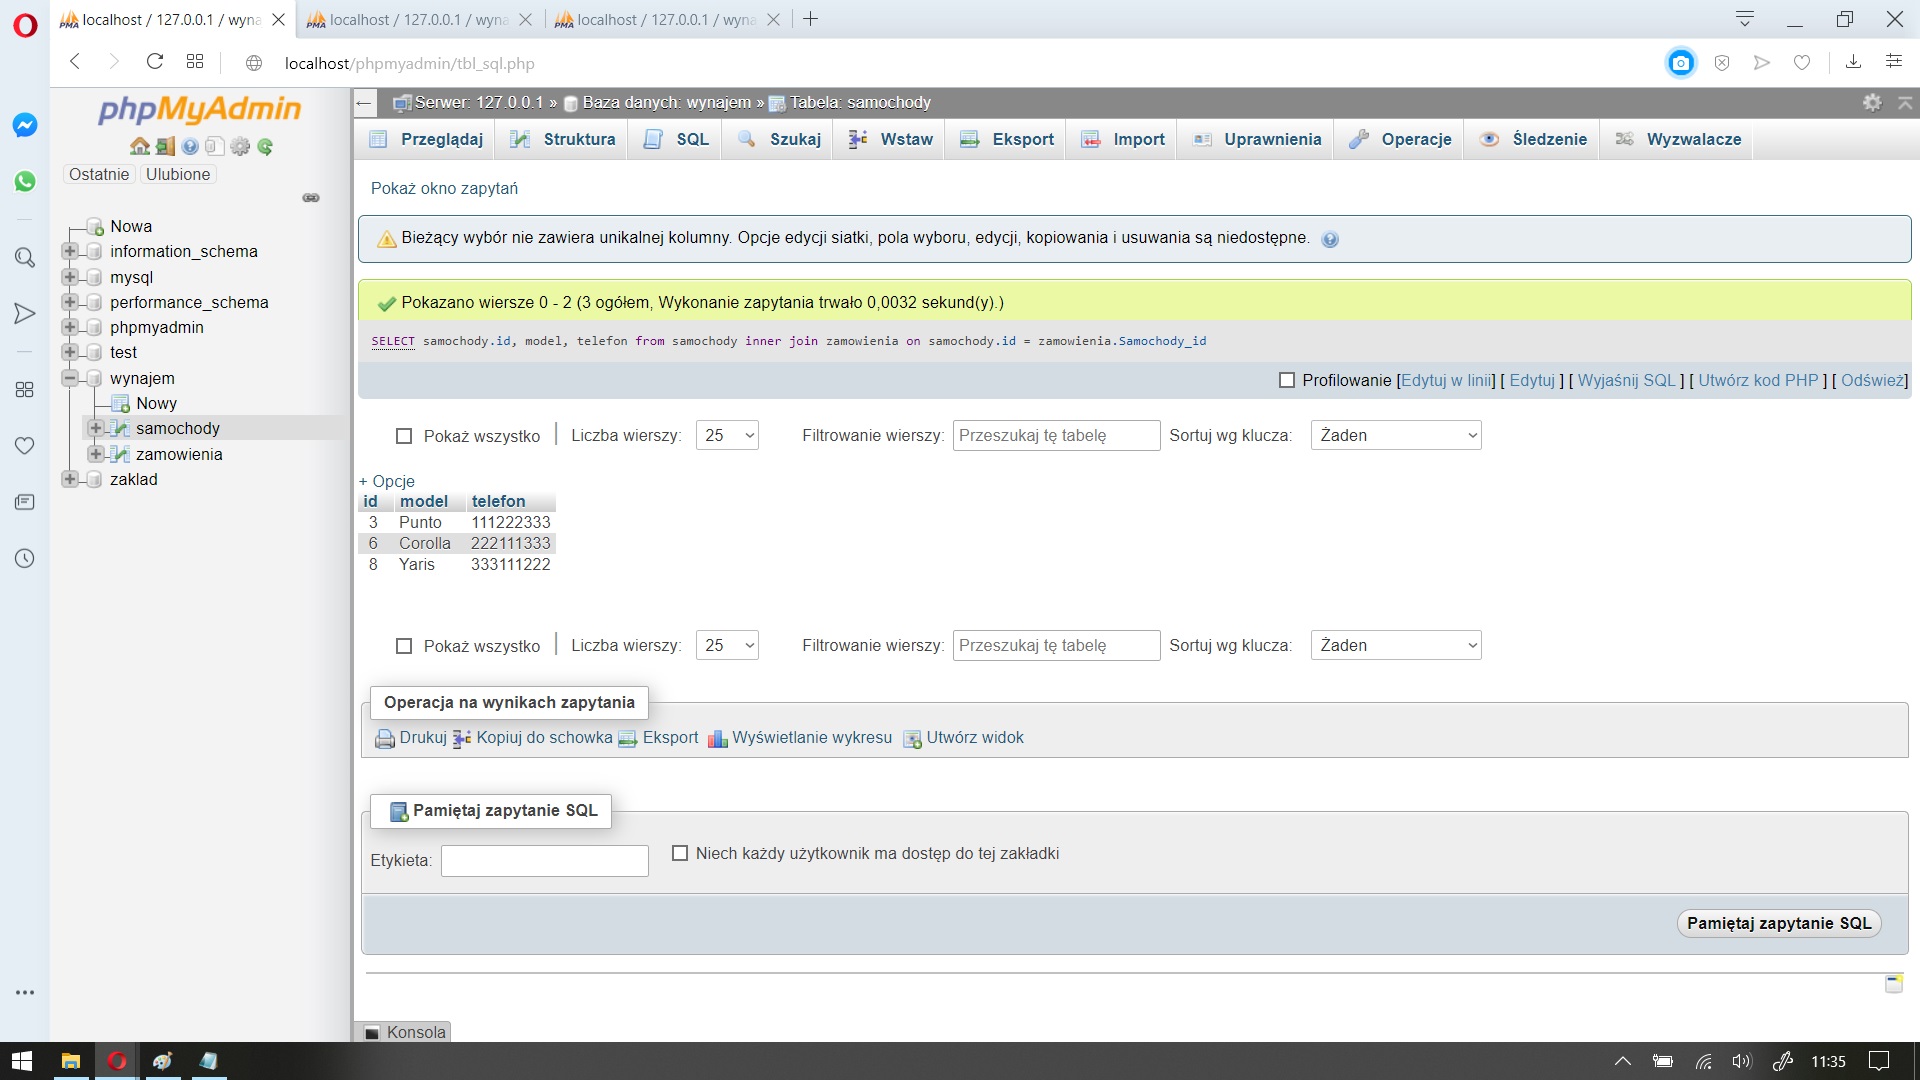 localhost / 127.0.0.1 / wyna
localhost / 127.0.0.1 / wyna
localhost / 127.0.0.1 / wyna
localhost/phpmyadmin/tbl_sql.php
phpMyAdmin
Ostatnie
Ulubione
Nowa
information_schema
mysql
performance_schema
phpmyadmin
test
wynajem
Nowy
samochody
zamowienia
zaklad
Serwer: 127.0.0.1 » Baza danych: wynajem » Tabela: samochody
Przeglądaj Struktura SQL Szukaj Wstaw Eksport Import Uprawnienia Operacje Śledzenie Wyzwalacze
Pokaż okno zapytań
Bieżący wybór nie zawiera unikalnej kolumny. Opcje edycji siatki, pola wyboru, edycji, kopiowania i usuwania są niedostępne.
Pokazano wiersze 0 - 2 (3 ogółem, Wykonanie zapytania trwało 0,0032 sekund(y).)
SELECT samochody.id, model, telefon from samochody inner join zamowienia on samochody.id = zamowienia.Samochody_id
Profilowanie [Edytuj w linii] [ Edytuj ] [ Wyjaśnij SQL ] [ Utwórz kod PHP ] [ Odśwież]
Pokaż wszystko | Liczba wierszy: 25 Filtrowanie wierszy: Przeszukaj tę tabelę Sortuj wg klucza: Żaden
+ Opcje
id model telefon
3 Punto 111222333
6 Corolla 222111333
8 Yaris 333111222
Pokaż wszystko | Liczba wierszy: 25 Filtrowanie wierszy: Przeszukaj tę tabelę Sortuj wg klucza: Żaden
Operacja na wynikach zapytania
Drukuj Kopiuj do schowka Eksport Wyświetlanie wykresu Utwórz widok
Pamiętaj zapytanie SQL
Etykieta: Niech każdy użytkownik ma dostęp do tej zakładki
Pamiętaj zapytanie SQL
Konsola
11:35